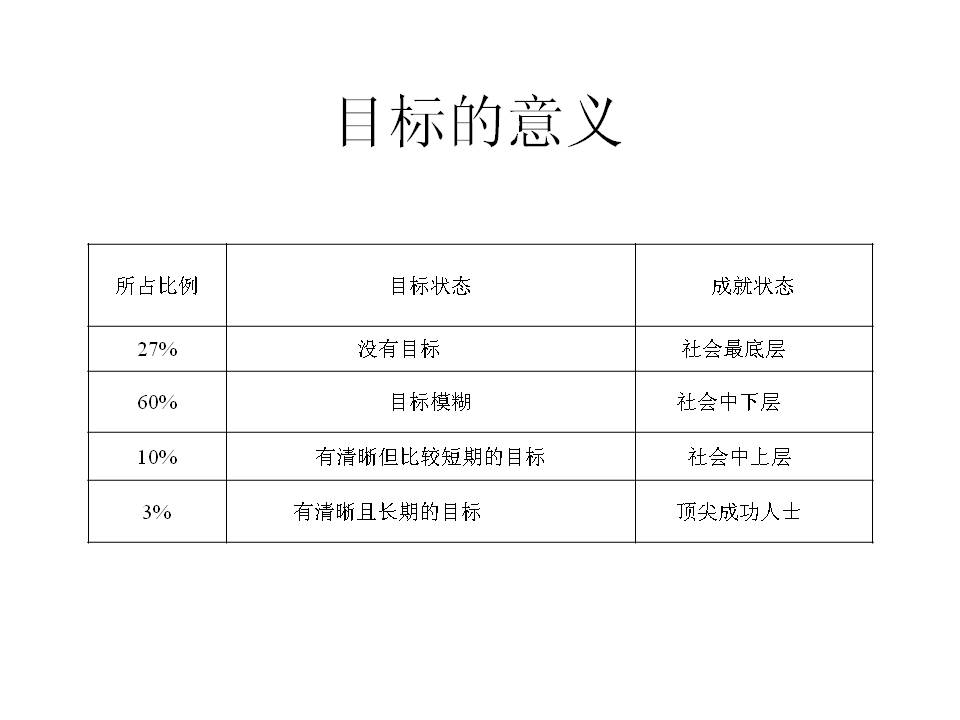 目标的意义
所占比例 目标状态 成就状态
27% 没有目标 社会最底层
60% 目标模糊 社会中下层
10% 有清晰但比较短期的目标 社会中上层
3% 有清晰且长期的目标 顶尖成功人士